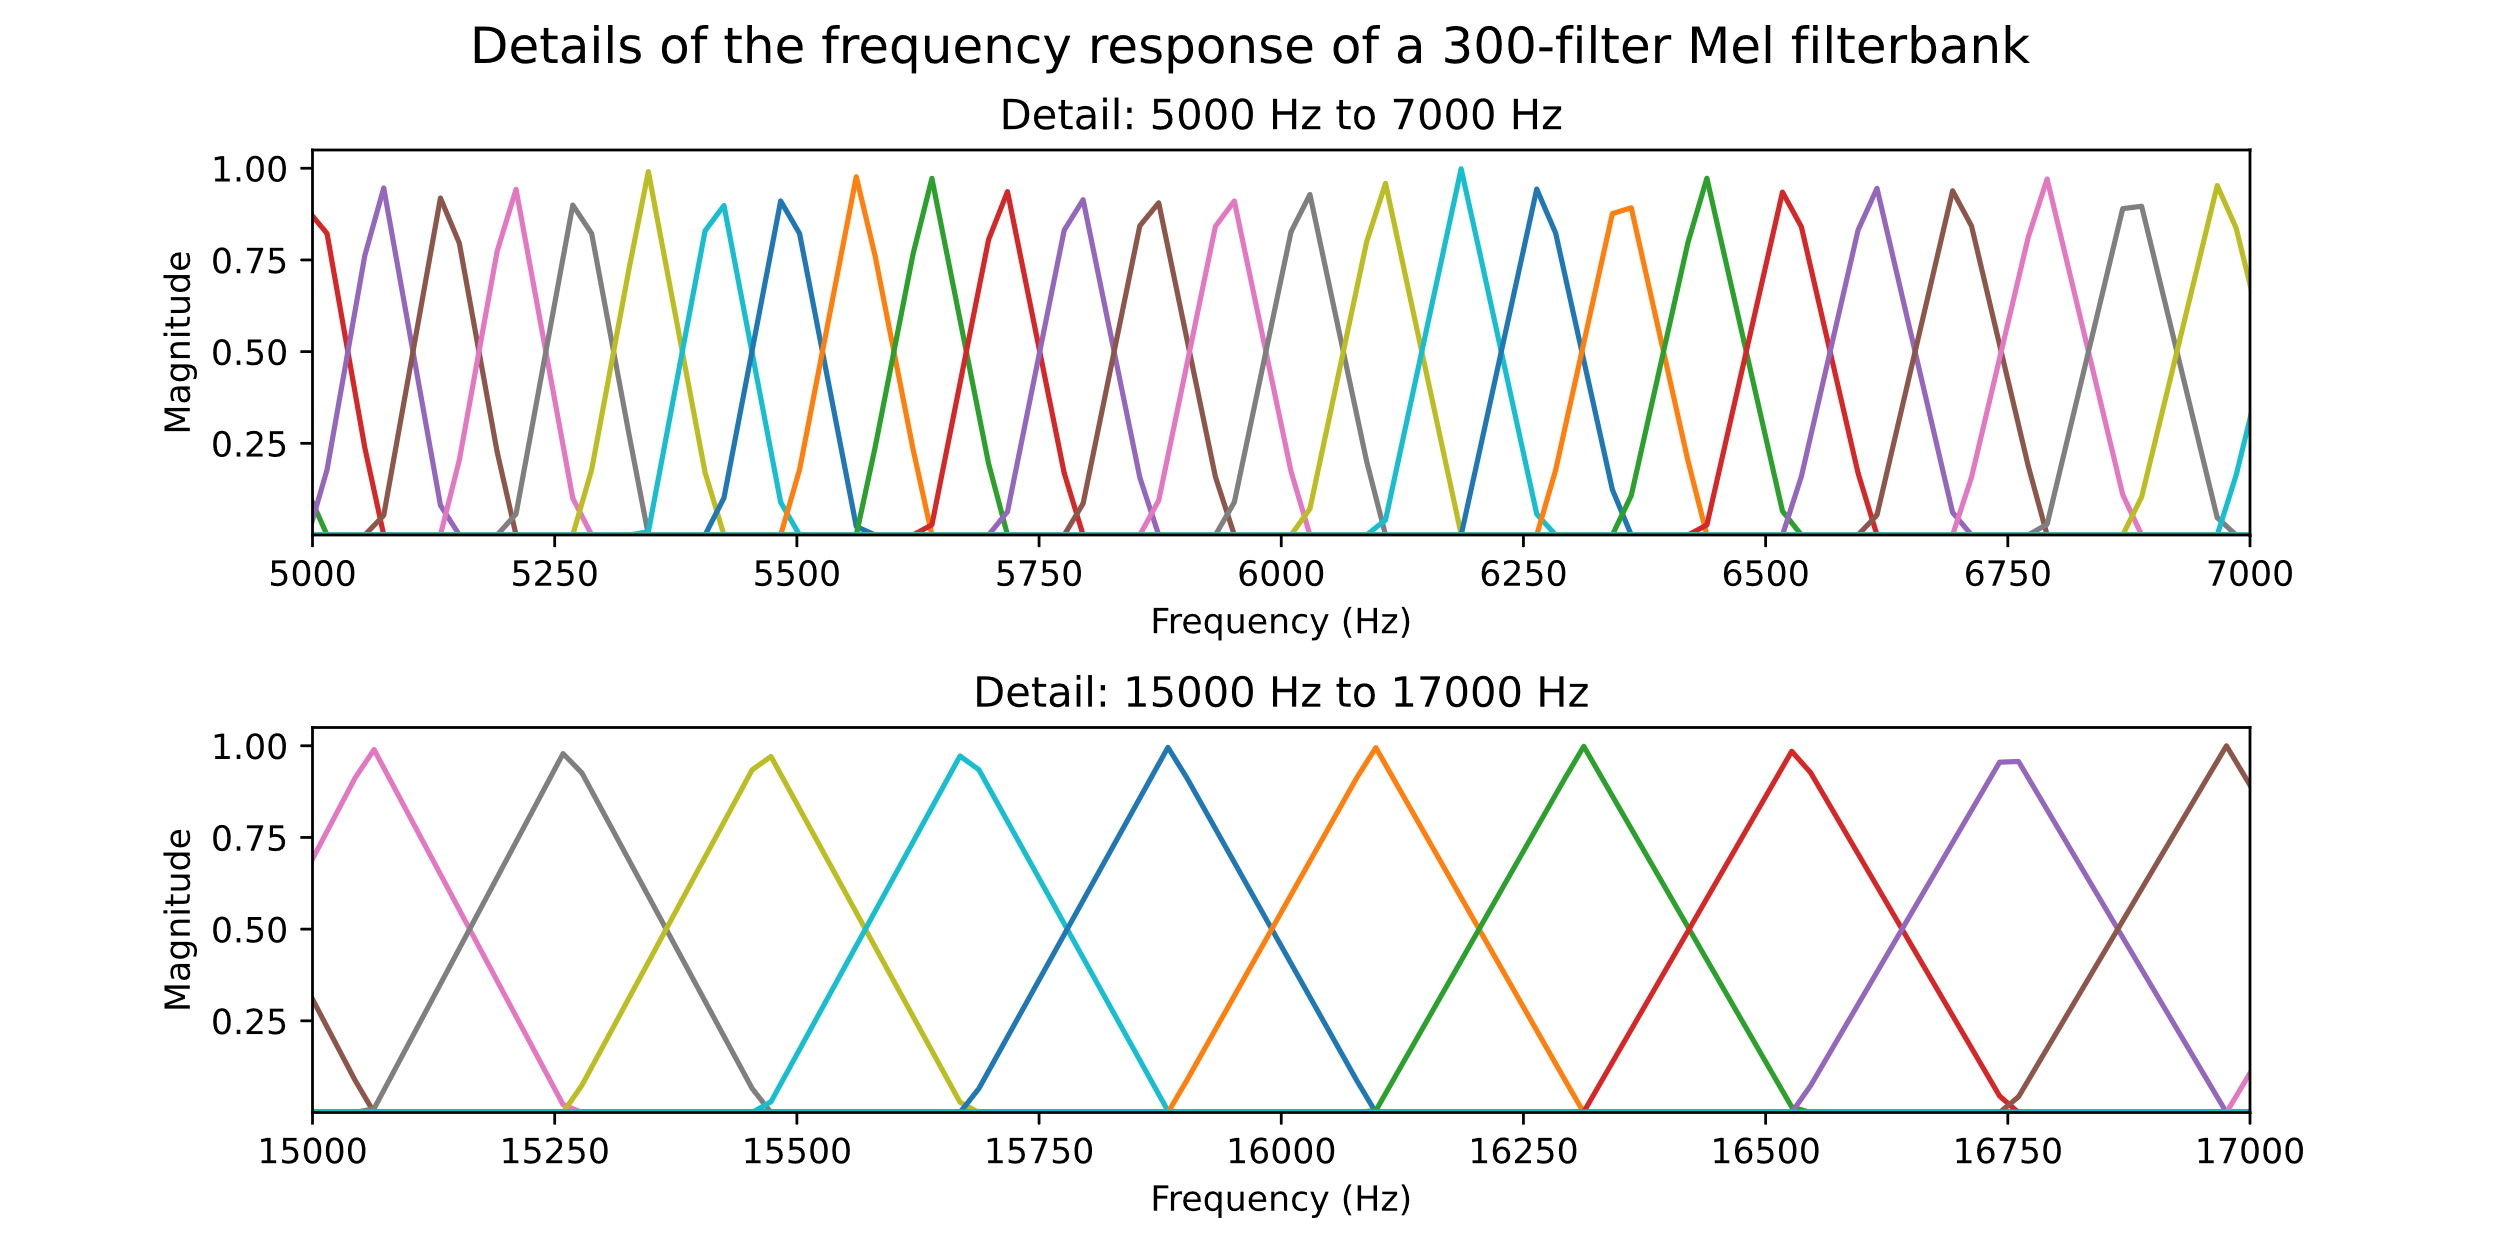 Details of the frequency response of a 300-filter Mel filterbank
Detail: 5000 Hz to 7000 Hz
1.00
0.75
0.50
0.25
Magnitude
5000 5250 5500 5750 6000 6250 6500 6750 7000
Frequency (Hz)
Detail: 15000 Hz to 17000 Hz
1.00
0.75
0.50
0.25
Magnitude
15000 15250 15500 15750 16000 16250 16500 16750 17000
Frequency (Hz)